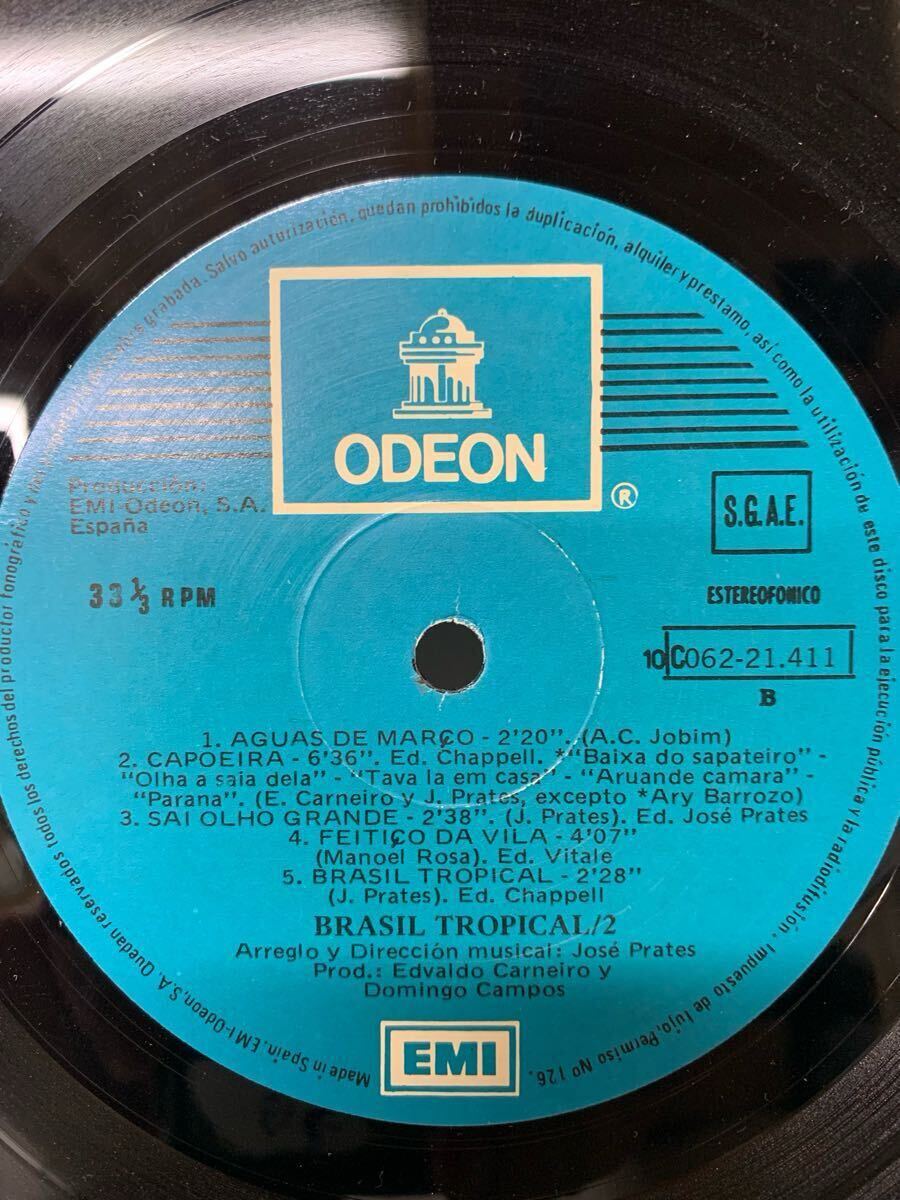 ODEON
®
Producción:
EMI-Odeon, S.A.
España
S.G.A.E.
33 1/3 RPM
ESTEREOFONICO
10C062-21.411
B
1. AGUAS DE MARÇO - 2'20". (A.C. Jobim)
2. CAPOEIRA - 6'36". Ed. Chappell. *"Baixa do sapateiro" -
"Olha a saia dela" - "Tava la em casa" - "Aruande camara" -
"Parana". (E. Carneiro y J. Prates, excepto *Ary Barrozo)
3. SAI OLHO GRANDE - 2'38". (J. Prates). Ed. José Prates
4. FEITIÇO DA VILA - 4'07"
(Manoel Rosa). Ed. Vitale
5. BRASIL TROPICAL - 2'28"
(J. Prates). Ed. Chappell
BRASIL TROPICAL/2
Arreglo y Dirección musical: José Prates
Prod.: Edvaldo Carneiro y
Domingo Campos
EMI
Made in Spain. EMI-Odeon, S.A. Quedan reservados todos los derechos del productor fonográfico y grabada. Salvo autorización, quedan prohibidos la duplicación, alquiler y prestamo, así como la utilización de este disco para la ejecución pública y la radiodifusión. Impuesto de lujo, Permiso Nº 126.